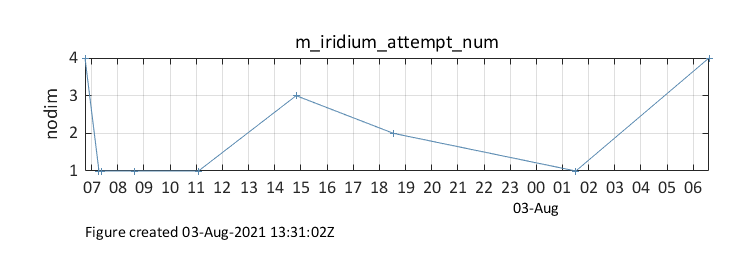 m_iridium_attempt_num
4
3
2
1
nodim
07 08 09 10 11 12 13 14 15 16 17 18 19 20 21 22 23 00 01 02 03 04 05 06
03-Aug
Figure created 03-Aug-2021 13:31:02Z